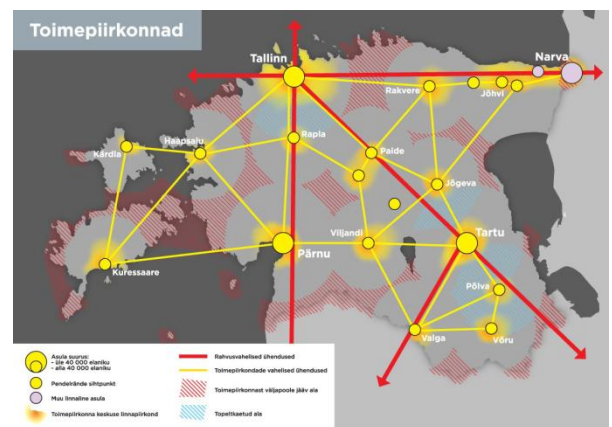 Toimepiirkonnad
Tallinn
Narva
Rakvere
Jõhvi
Haapsalu
Rapla
Kärdla
Paide
Jõgeva
Viljandi
Tartu
Pärnu
Kuressaare
Põlva
Valga
Võru
Asula suurus:
- üle 40 000 elaniku
- alla 40 000 elaniku
Pendelrände sihtpunkt
Muu linnaline asula
Toimepiirkonna keskuse linnapiirkond
Rahvusvahelised ühendused
Toimepiirkondade vahelised ühendused
Toimepiirkonnast väljapoole jääv ala
Topeltkaetud ala